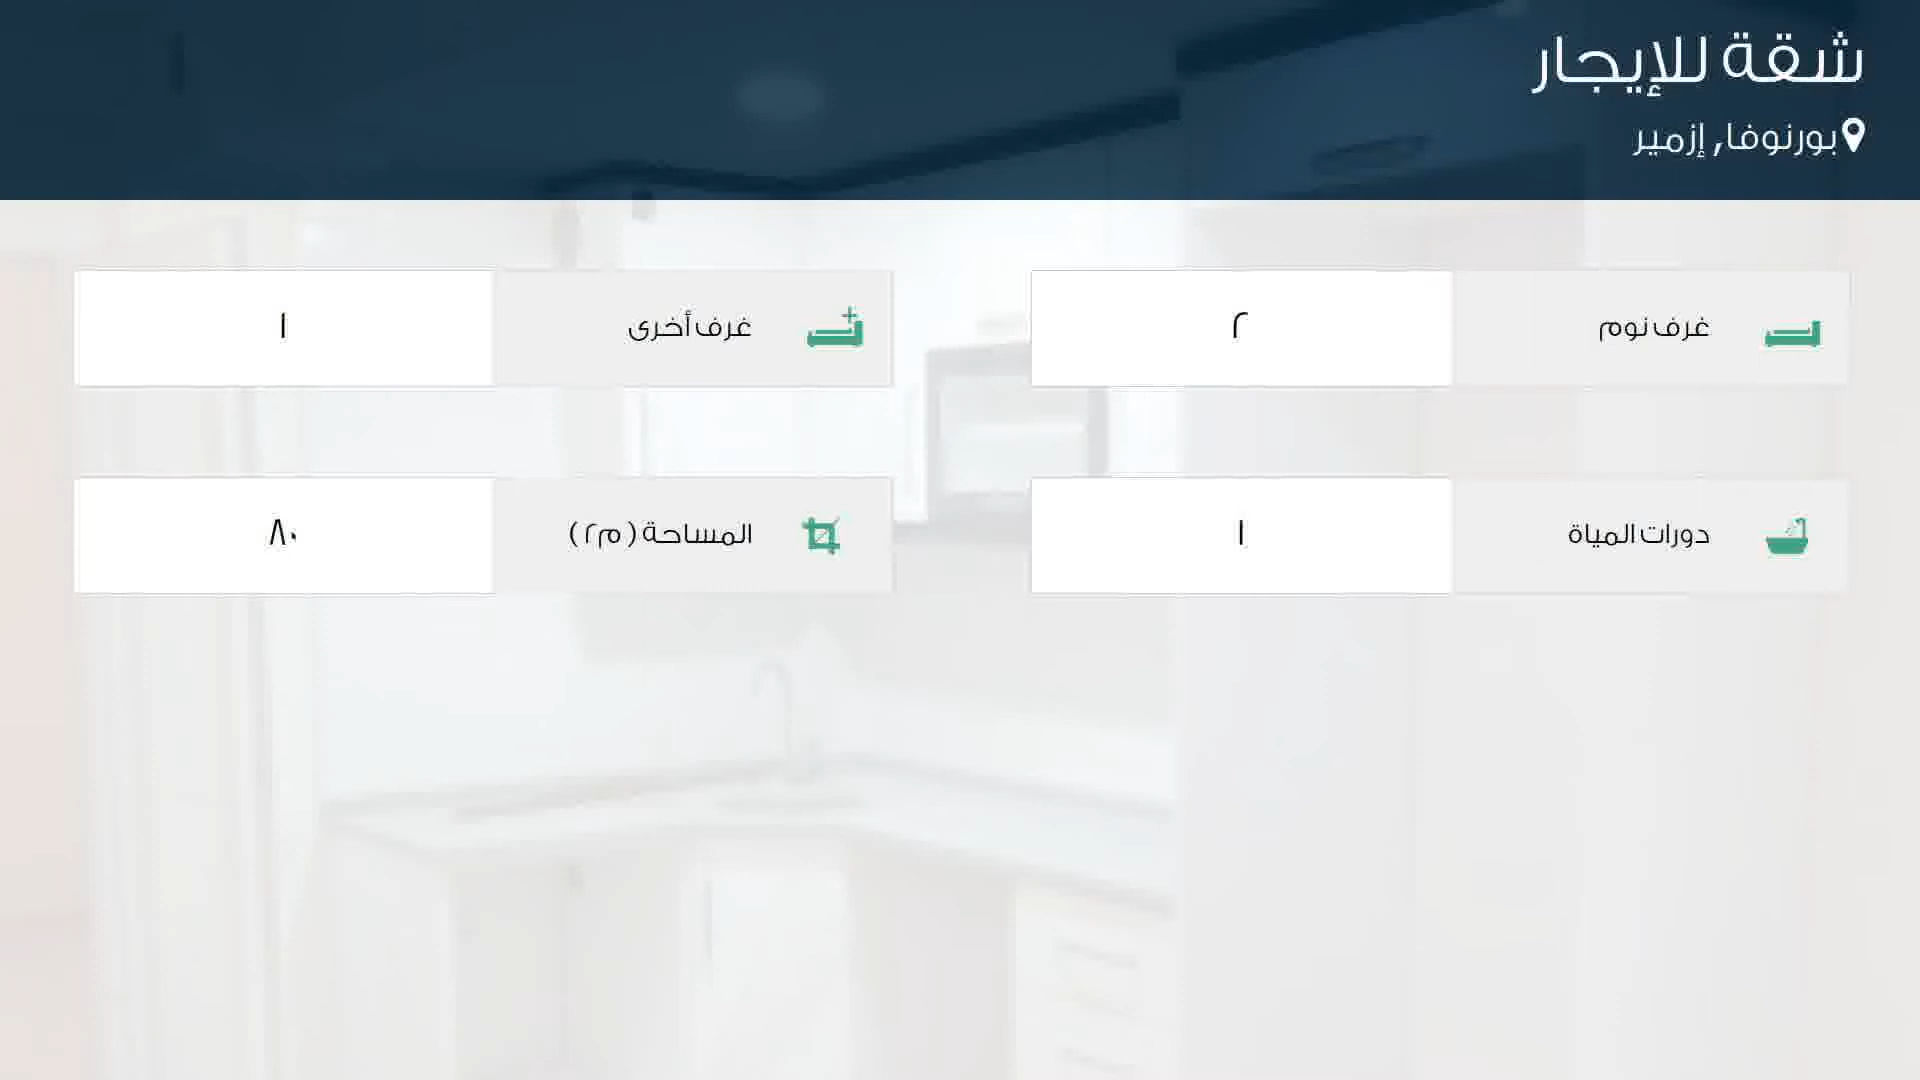 شقة للإيجار
بورنوفا, إزمير
غرف نوم
٢
غرف أخرى
١
دورات المياة
١
المساحة (م٢)
٨٠